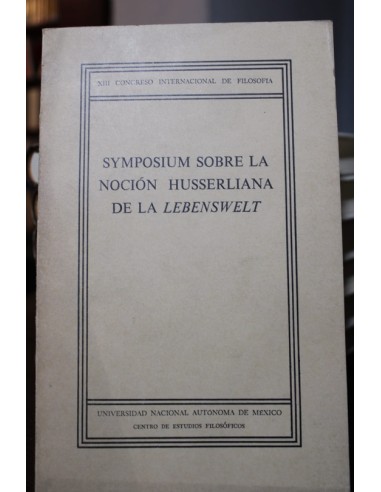 XIII CONGRESO INTERNACIONAL DE FILOSOFIA
SYMPOSIUM SOBRE LA
NOCIÓN HUSSERLIANA
DE LA LEBENSWELT
UNIVERSIDAD NACIONAL AUTONOMA DE MEXICO
CENTRO DE ESTUDIOS FILOSÓFICOS